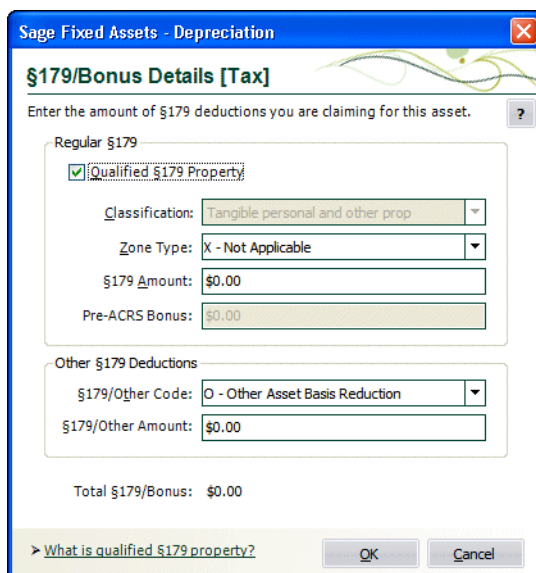 Sage Fixed Assets - Depreciation
§179/Bonus Details [Tax]
Enter the amount of §179 deductions you are claiming for this asset.
?
Regular §179
Qualified §179 Property
Classification: Tangible personal and other prop
Zone Type: X - Not Applicable
§179 Amount: $0.00
Pre-ACRS Bonus: $0.00
Other §179 Deductions
§179/Other Code: O - Other Asset Basis Reduction
§179/Other Amount: $0.00
Total §179/Bonus: $0.00
What is qualified §179 property? OK Cancel